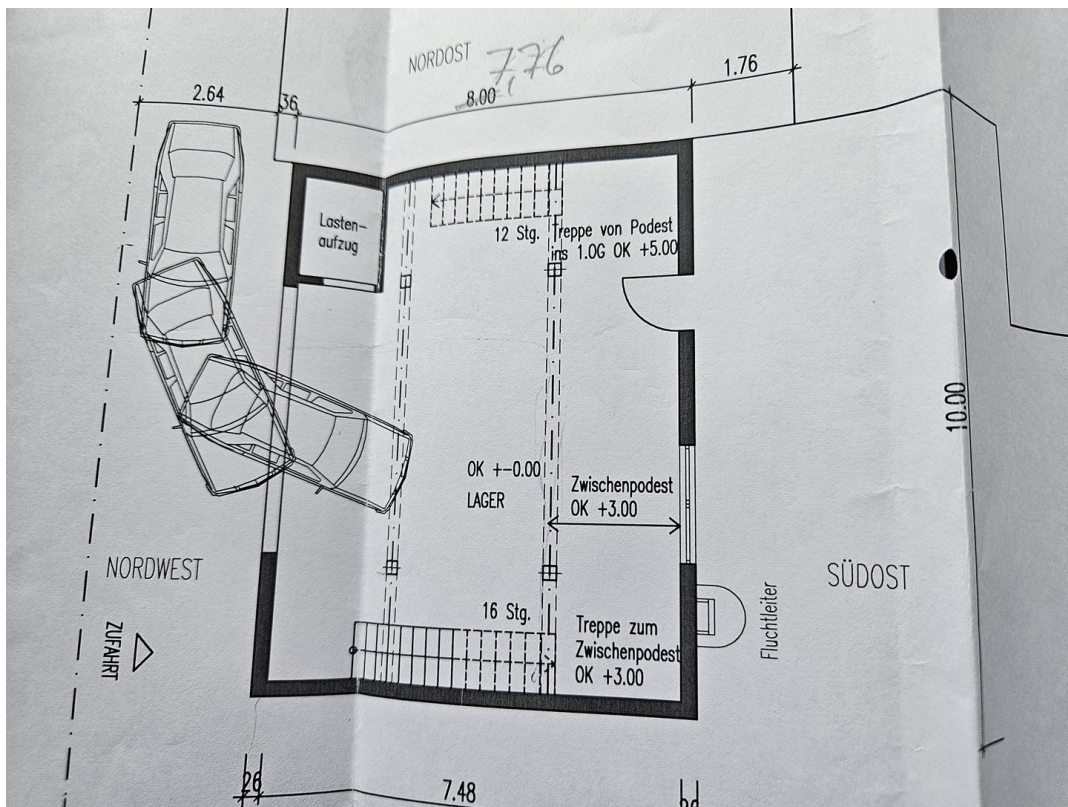 NORDOST 7,76
2.64
36
8.00
1.76
Lasten-
aufzug
12 Stg.
Treppe von Podest
ins 1.OG OK +5.00
10.00
OK +-0.00
LAGER
Zwischenpodest
OK +3.00
NORDWEST
SÜDOST
ZUFAHRT
16 Stg.
Treppe zum
Zwischenpodest
OK +3.00
Fluchtleiter
26
7.48